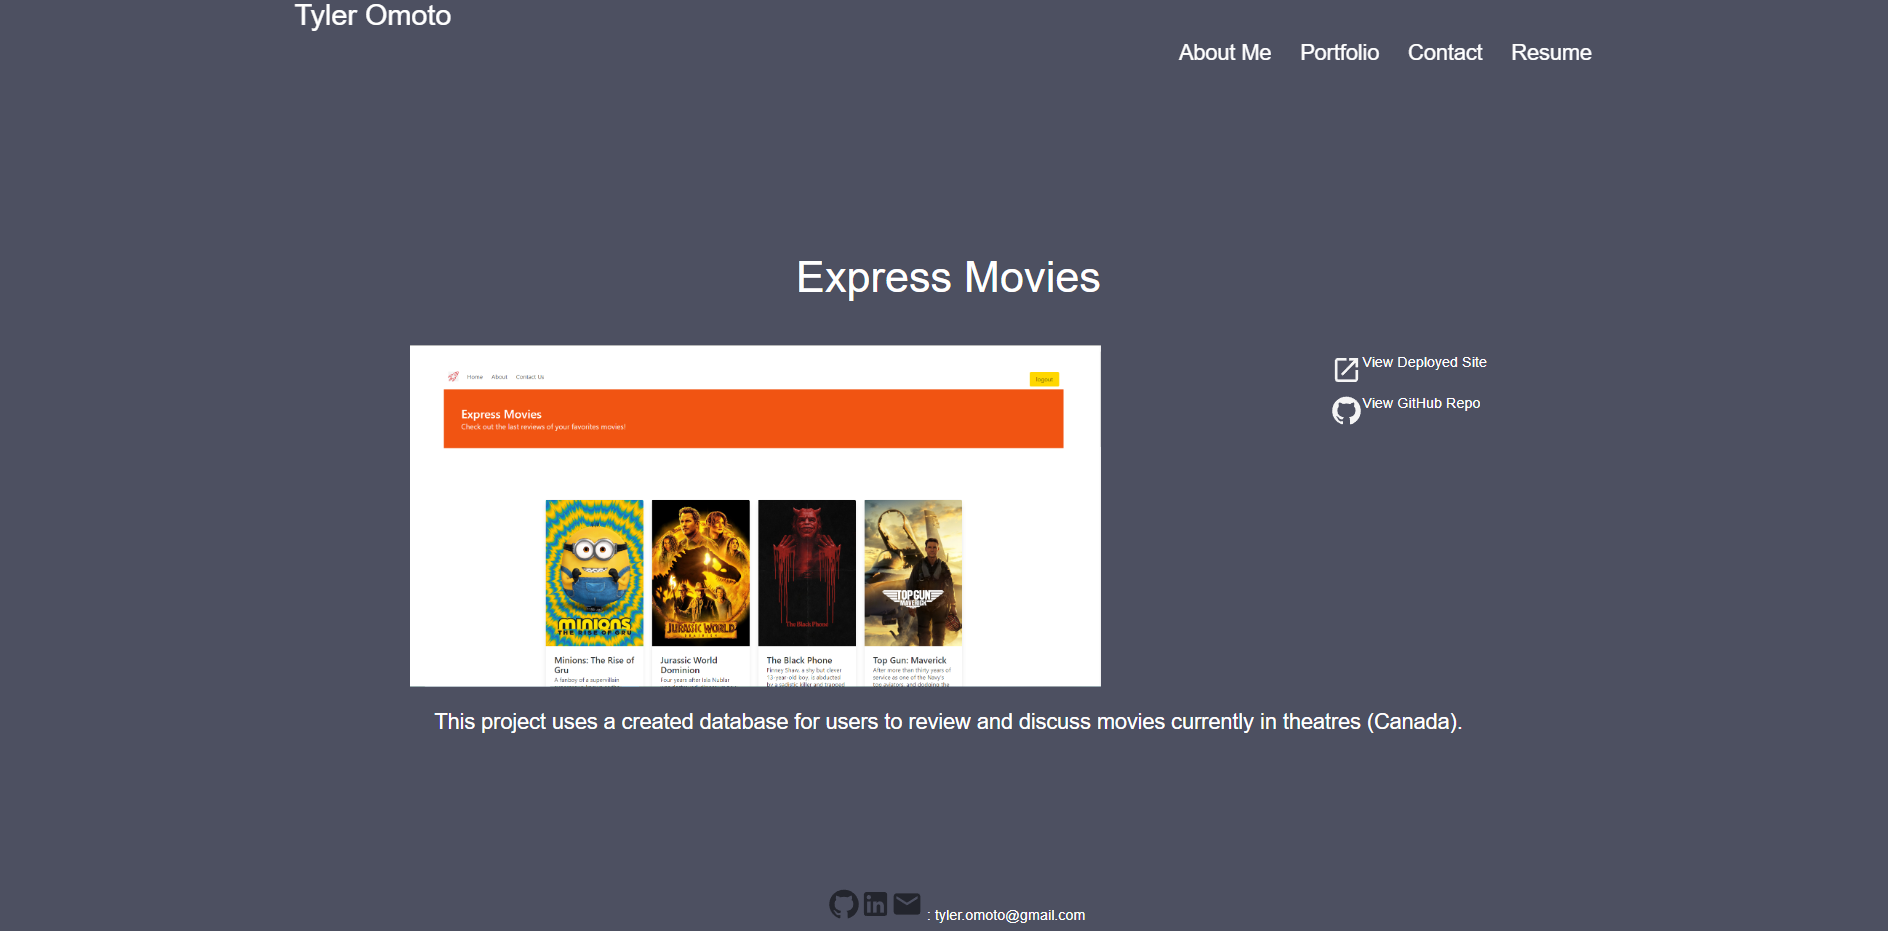 Tyler Omoto
About Me Portfolio Contact Resume
Express Movies
Home About Contact Us
logout
Express Movies
Check out the last reviews of your favorites movies!
MINIONS
THE RISE OF GRU
JURASSIC WORLD
The Black Phone
TOP GUN
MAVERICK
Minions: The Rise of
Gru
A fanboy of a supervillain
Jurassic World
Dominion
Four years after Isla Nublar
The Black Phone
Finney Shaw, a shy but clever
13-year-old boy, is abducted
by a sadistic killer and trapped
Top Gun: Maverick
After more than thirty years of
service as one of the Navy's
top aviators, and dodging the
View Deployed Site
View GitHub Repo
This project uses a created database for users to review and discuss movies currently in theatres (Canada).
: tyler.omoto@gmail.com